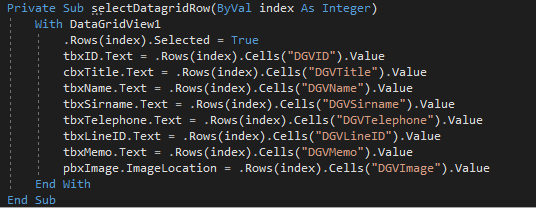 Private Sub selectDatagridRow(ByVal index As Integer)
With DataGridView1
.Rows(index).Selected = True
tbxID.Text = .Rows(index).Cells("DGVID").Value
cbxTitle.Text = .Rows(index).Cells("DGVTitle").Value
tbxName.Text = .Rows(index).Cells("DGVName").Value
tbxSirname.Text = .Rows(index).Cells("DGVSirname").Value
tbxTelephone.Text = .Rows(index).Cells("DGVTelephone").Value
tbxLineID.Text = .Rows(index).Cells("DGVLineID").Value
tbxMemo.Text = .Rows(index).Cells("DGVMemo").Value
pbxImage.ImageLocation = .Rows(index).Cells("DGVImage").Value
End With
End Sub